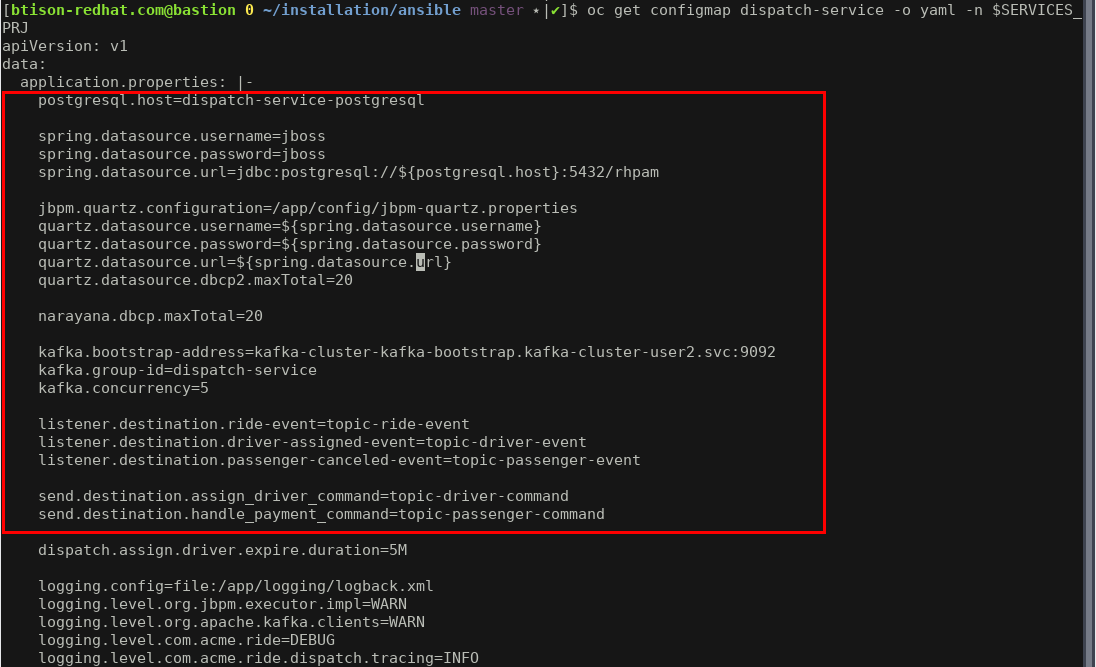 [btison-redhat.com@bastion 0 ~/installation/ansible master ⋆|✔]$ oc get configmap dispatch-service -o yaml -n $SERVICES_
PRJ
apiVersion: v1
data:
  application.properties: |-
    postgresql.host=dispatch-service-postgresql

    spring.datasource.username=jboss
    spring.datasource.password=jboss
    spring.datasource.url=jdbc:postgresql://${postgresql.host}:5432/rhpam

    jbpm.quartz.configuration=/app/config/jbpm-quartz.properties
    quartz.datasource.username=${spring.datasource.username}
    quartz.datasource.password=${spring.datasource.password}
    quartz.datasource.url=${spring.datasource.url}
    quartz.datasource.dbcp2.maxTotal=20

    narayana.dbcp.maxTotal=20

    kafka.bootstrap-address=kafka-cluster-kafka-bootstrap.kafka-cluster-user2.svc:9092
    kafka.group-id=dispatch-service
    kafka.concurrency=5

    listener.destination.ride-event=topic-ride-event
    listener.destination.driver-assigned-event=topic-driver-event
    listener.destination.passenger-canceled-event=topic-passenger-event

    send.destination.assign_driver_command=topic-driver-command
    send.destination.handle_payment_command=topic-passenger-command

    dispatch.assign.driver.expire.duration=5M

    logging.config=file:/app/logging/logback.xml
    logging.level.org.jbpm.executor.impl=WARN
    logging.level.org.apache.kafka.clients=WARN
    logging.level.com.acme.ride=DEBUG
    logging.level.com.acme.ride.dispatch.tracing=INFO